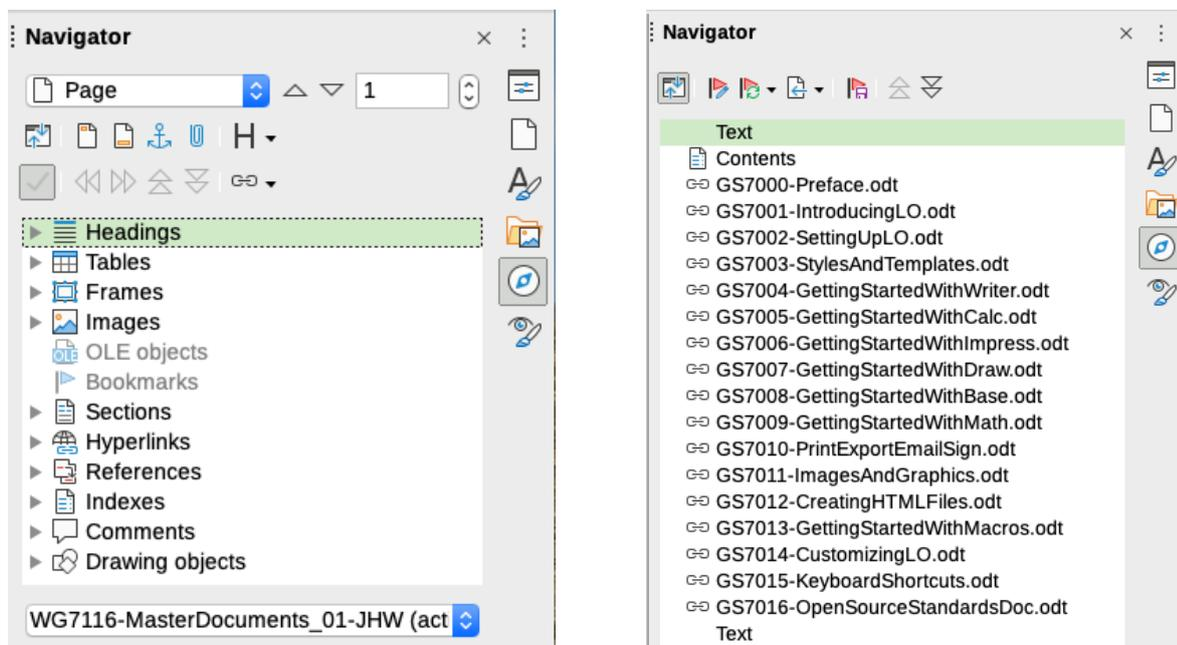 Navigator
Page
1
Headings
Tables
Frames
Images
OLE objects
Bookmarks
Sections
Hyperlinks
References
Indexes
Comments
Drawing objects
WG7116-MasterDocuments_01-JHW (act
Navigator
Text
Contents
GS7000-Preface.odt
GS7001-IntroducingLO.odt
GS7002-SettingUpLO.odt
GS7003-StylesAndTemplates.odt
GS7004-GettingStartedWithWriter.odt
GS7005-GettingStartedWithCalc.odt
GS7006-GettingStartedWithImpress.odt
GS7007-GettingStartedWithDraw.odt
GS7008-GettingStartedWithBase.odt
GS7009-GettingStartedWithMath.odt
GS7010-PrintExportEmailSign.odt
GS7011-ImagesAndGraphics.odt
GS7012-CreatingHTMLFiles.odt
GS7013-GettingStartedWithMacros.odt
GS7014-CustomizingLO.odt
GS7015-KeyboardShortcuts.odt
GS7016-OpenSourceStandardsDoc.odt
Text